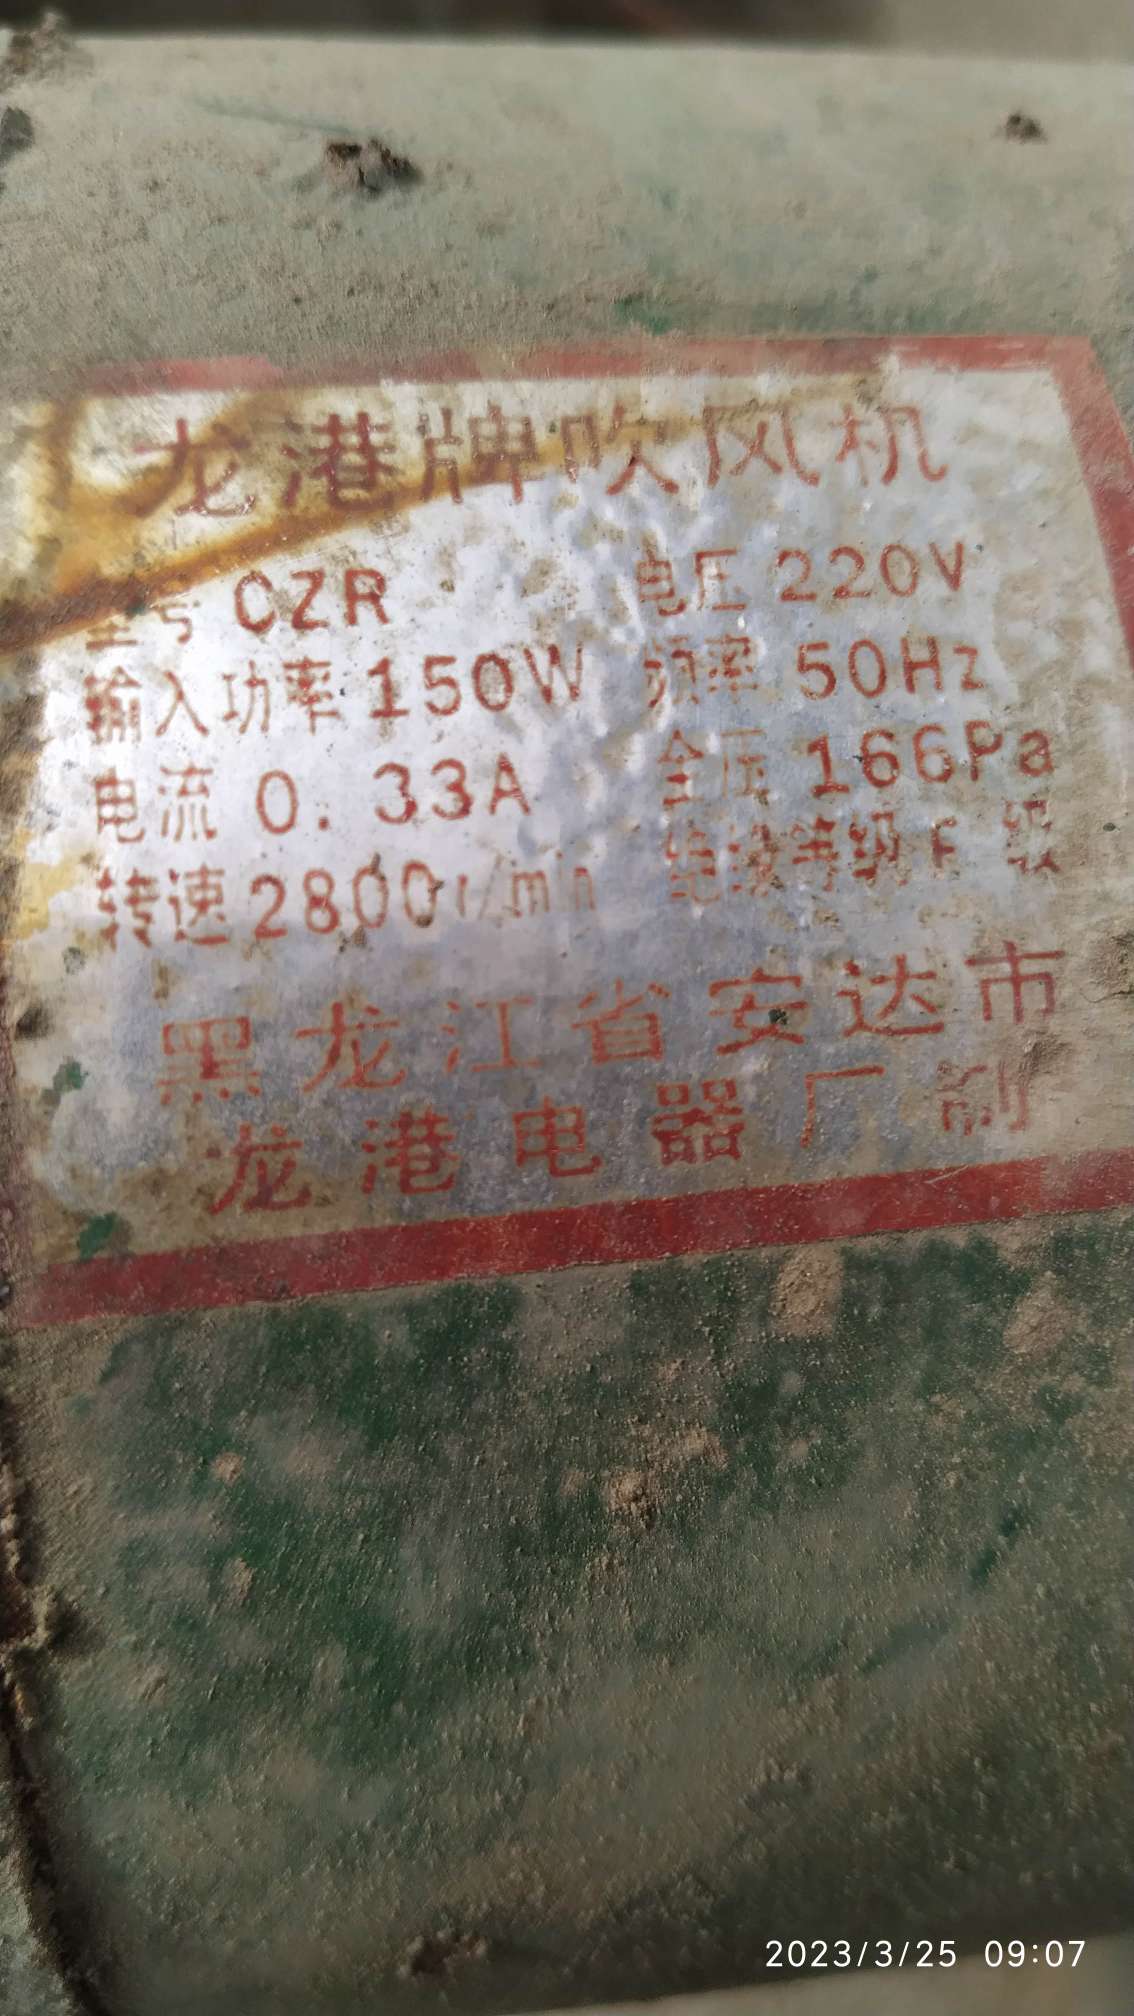 龙港牌吹风机
型号 CZR 电压 220V
输入功率 150W 频率 50Hz
电流 0.33A 全压 166Pa
转速 2800r/min 绝缘等级 F 级
黑龙江省安达市
龙港电器厂制
2023/3/25 09:07